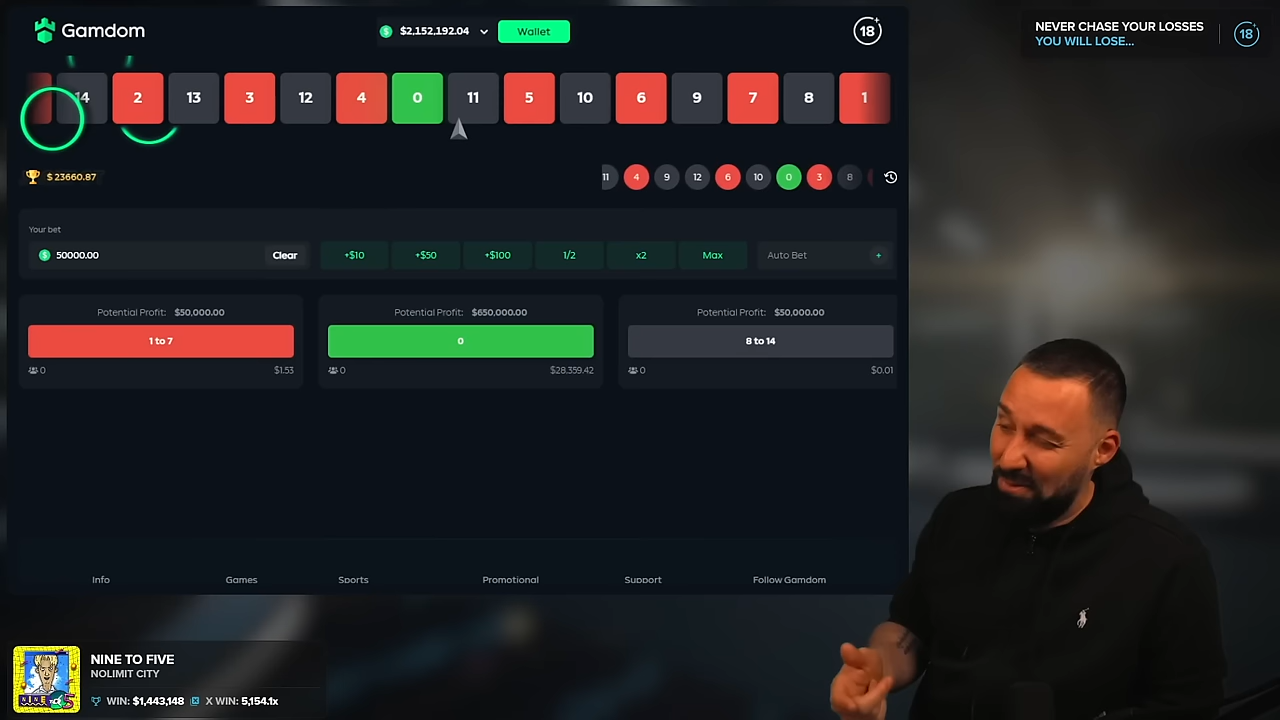 Gamdom
$2,152,192.04
Wallet
18+
NEVER CHASE YOUR LOSSES
YOU WILL LOSE...
18+
14 2 13 3 12 4 0 11 5 10 6 9 7 8 1
$ 23660.87
11 4 9 12 6 10 0 3 8
Your bet
50000.00
Clear
+$10
+$50
+$100
1/2
x2
Max
Auto Bet
+
Potential Profit: $50,000.00
1 to 7
0
$1.53
Potential Profit: $650,000.00
0
0
$28,359.42
Potential Profit: $50,000.00
8 to 14
0
$0.01
Info
Games
Sports
Promotional
Support
Follow Gamdom
NINE TO FIVE
NOLIMIT CITY
WIN: $1,443,148
X WIN: 5,154.1x